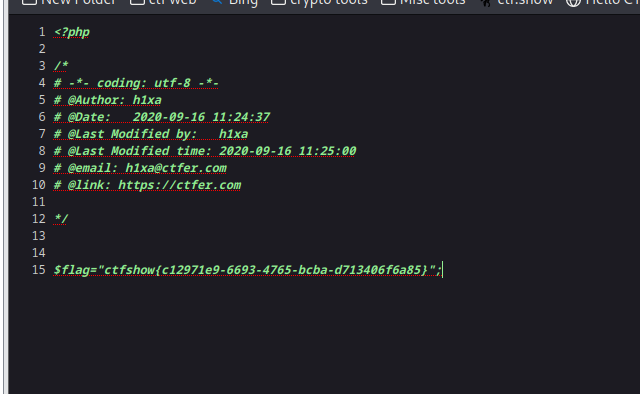 New Folder ctf web Bing crypto tools Misc tools ctf.show Hello CT
1 <?php
2
3 /*
4 # -*- coding: utf-8 -*-
5 # @Author: h1xa
6 # @Date:   2020-09-16 11:24:37
7 # @Last Modified by:   h1xa
8 # @Last Modified time: 2020-09-16 11:25:00
9 # @email: h1xa@ctfer.com
10 # @link: https://ctfer.com
11
12 */
13
14
15 $flag="ctfshow{c12971e9-6693-4765-bcba-d713406f6a85}";